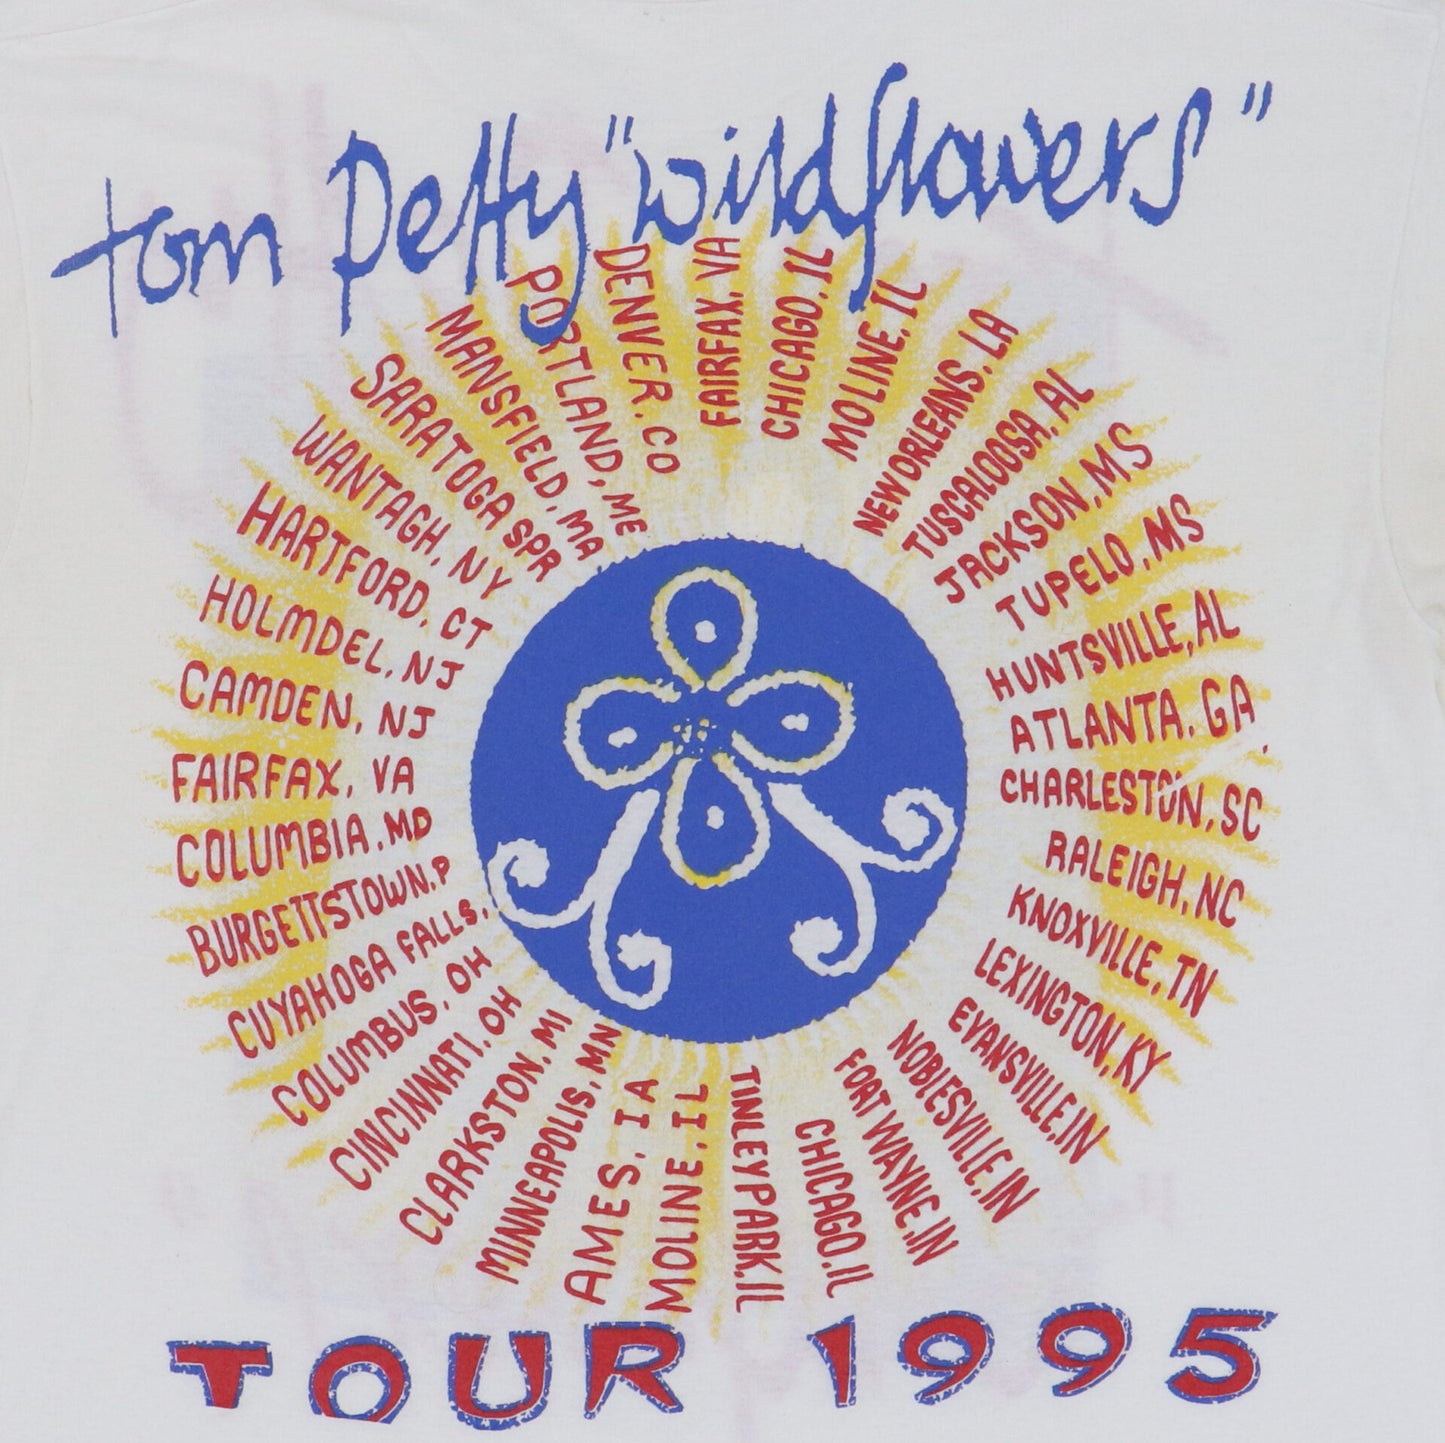 tom Petty "wildflowers"
FAIRFAX, VA
CHICAGO, IL
MOLINE, IL
NEW ORLEANS, LA
TUSCALOOSA, AL
JACKSON, MS
TUPELO, MS
HUNTSVILLE, AL
ATLANTA, GA
CHARLESTON, SC
RALEIGH, NC
KNOXVILLE, TN
LEXINGTON, KY
EVANSVILLE, IN
NOBLESVILLE, IN
FORT WAYNE, IN
CHICAGO, IL
TINLEY PARK, IL
MOLINE, IL
AMES, IA
MINNEAPOLIS, MN
CLARKSTON, MI
CINCINNATI, OH
COLUMBUS, OH
CUYAHOGA FALLS,
BURGETTSTOWN, P
COLUMBIA, MD
FAIRFAX, VA
CAMDEN, NJ
HOLMDEL, NJ
HARTFORD, CT
WANTAGH, NY
SARATOGA SPR
MANSFIELD, MA
PORTLAND, ME
DENVER, CO
TOUR 1995